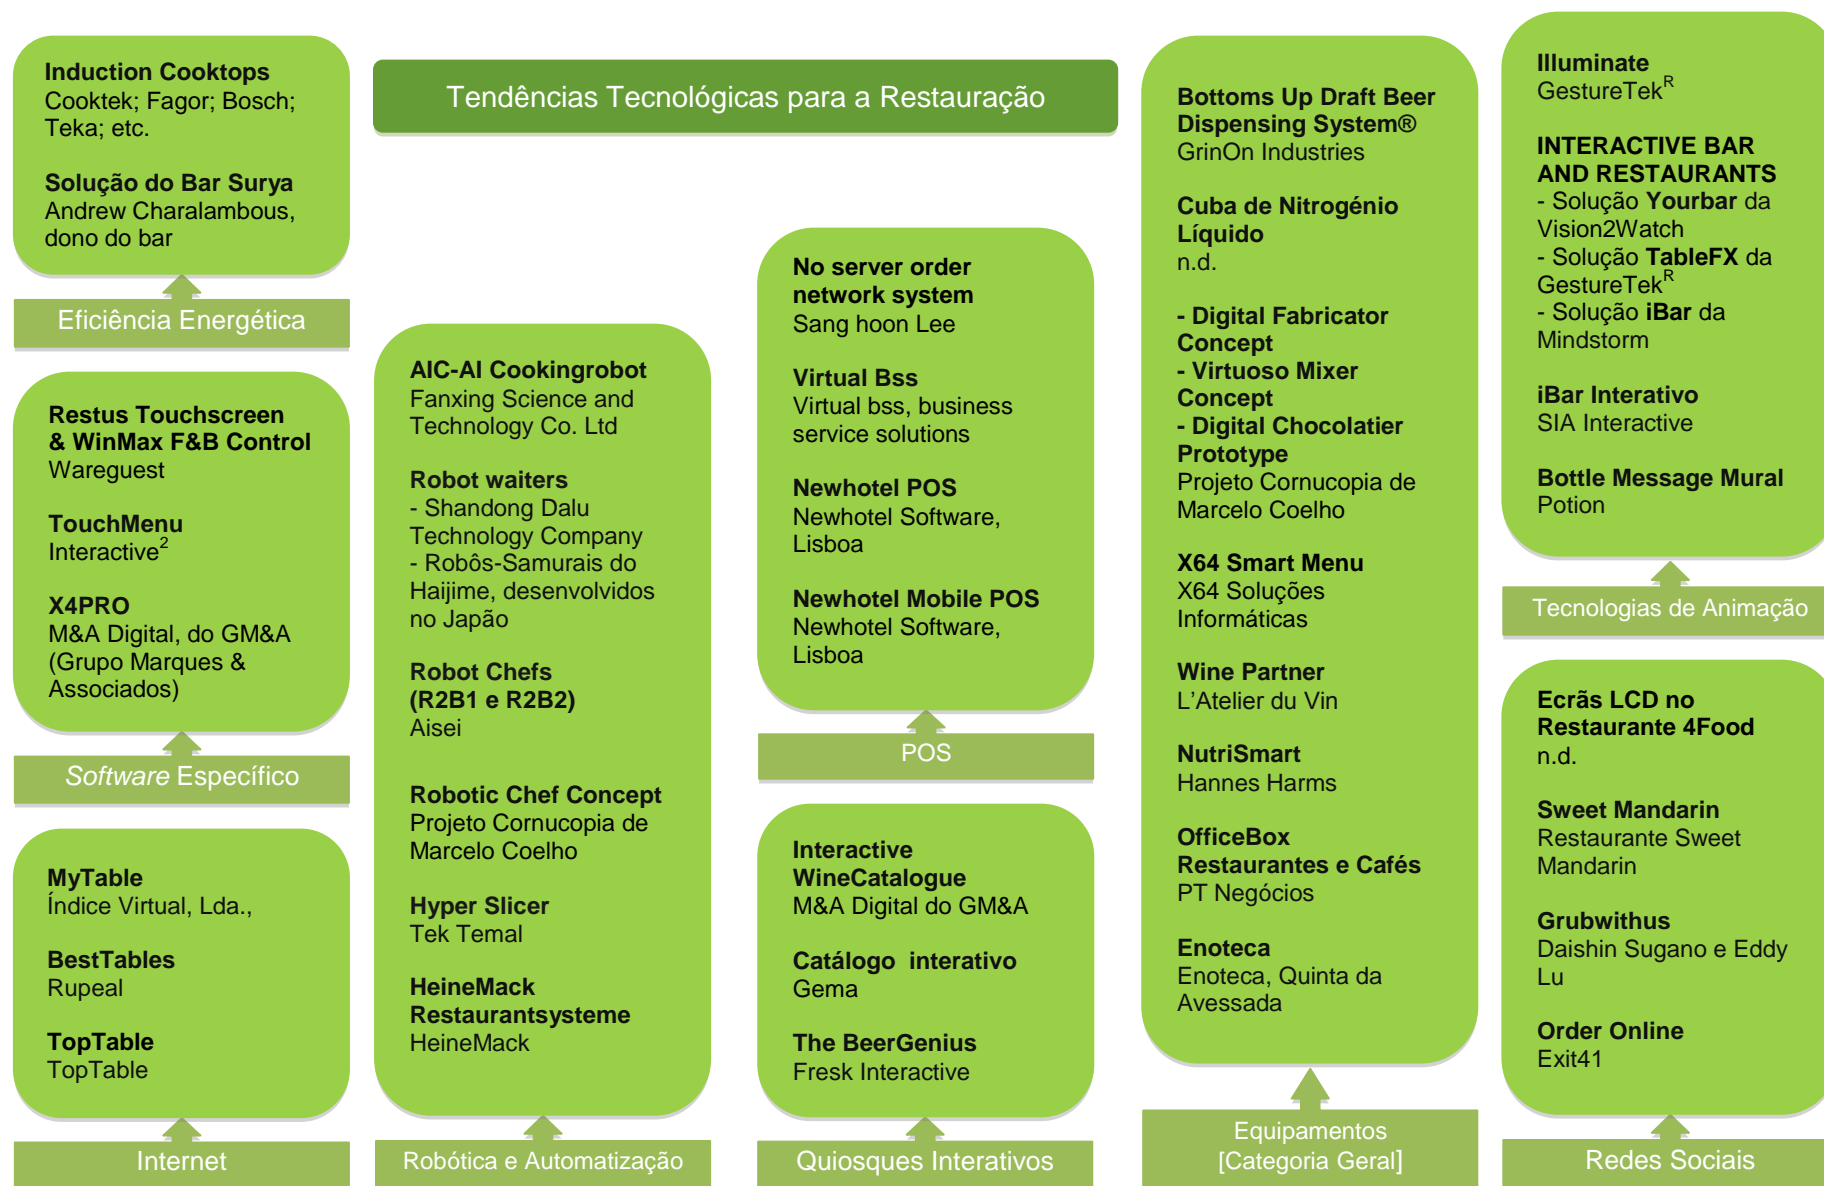 Tendências Tecnológicas para a Restauração
Induction Cooktops
Cooktek; Fagor; Bosch;
Teka; etc.
Solução do Bar Surya
Andrew Charalambous,
dono do bar
Eficiência Energética
Restus Touchscreen
& WinMax F&B Control
Wareguest
TouchMenu
Interactive²
X4PRO
M&A Digital, do GM&A
(Grupo Marques &
Associados)
Software Específico
MyTable
Índice Virtual, Lda.,
BestTables
Rupeal
TopTable
TopTable
Internet
AIC-AI Cookingrobot
Fanxing Science and
Technology Co. Ltd
Robot waiters
- Shandong Dalu
Technology Company
- Robôs-Samurais do
Haijime, desenvolvidos
no Japão
Robot Chefs
(R2B1 e R2B2)
Aisei
Robotic Chef Concept
Projeto Cornucopia de
Marcelo Coelho
Hyper Slicer
Tek Temal
HeineMack
Restaurantsysteme
HeineMack
Robótica e Automatização
No server order
network system
Sang hoon Lee
Virtual Bss
Virtual bss, business
service solutions
Newhotel POS
Newhotel Software,
Lisboa
Newhotel Mobile POS
Newhotel Software,
Lisboa
POS
Interactive
WineCatalogue
M&A Digital do GM&A
Catálogo interativo
Gema
The BeerGenius
Fresk Interactive
Quiosques Interativos
Bottoms Up Draft Beer
Dispensing System®
GrinOn Industries
Cuba de Nitrogénio
Líquido
n.d.
- Digital Fabricator
Concept
- Virtuoso Mixer
Concept
- Digital Chocolatier
Prototype
Projeto Cornucopia de
Marcelo Coelho
X64 Smart Menu
X64 Soluções
Informáticas
Wine Partner
L’Atelier du Vin
NutriSmart
Hannes Harms
OfficeBox
Restaurantes e Cafés
PT Negócios
Enoteca
Enoteca, Quinta da
Avessada
Equipamentos
[Categoria Geral]
Illuminate
GestureTekᴿ
INTERACTIVE BAR
AND RESTAURANTS
- Solução Yourbar da
Vision2Watch
- Solução TableFX da
GestureTekᴿ
- Solução iBar da
Mindstorm
iBar Interativo
SIA Interactive
Bottle Message Mural
Potion
Tecnologias de Animação
Ecrãs LCD no
Restaurante 4Food
n.d.
Sweet Mandarin
Restaurante Sweet
Mandarin
Grubwithus
Daishin Sugano e Eddy
Lu
Order Online
Exit41
Redes Sociais